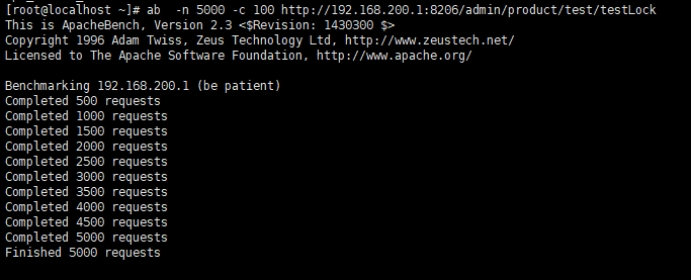 [root@localhost ~]# ab  -n 5000 -c 100 http://192.168.200.1:8206/admin/product/test/testLock
This is ApacheBench, Version 2.3 <$Revision: 1430300 $>
Copyright 1996 Adam Twiss, Zeus Technology Ltd, http://www.zeustech.net/
Licensed to The Apache Software Foundation, http://www.apache.org/

Benchmarking 192.168.200.1 (be patient)
Completed 500 requests
Completed 1000 requests
Completed 1500 requests
Completed 2000 requests
Completed 2500 requests
Completed 3000 requests
Completed 3500 requests
Completed 4000 requests
Completed 4500 requests
Completed 5000 requests
Finished 5000 requests